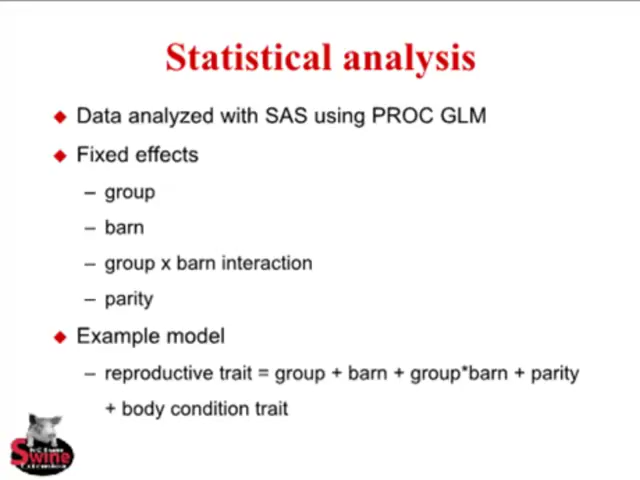 Statistical analysis
Data analyzed with SAS using PROC GLM
Fixed effects
– group
– barn
– group x barn interaction
– parity
Example model
– reproductive trait = group + barn + group*barn + parity
+ body condition trait
Swine